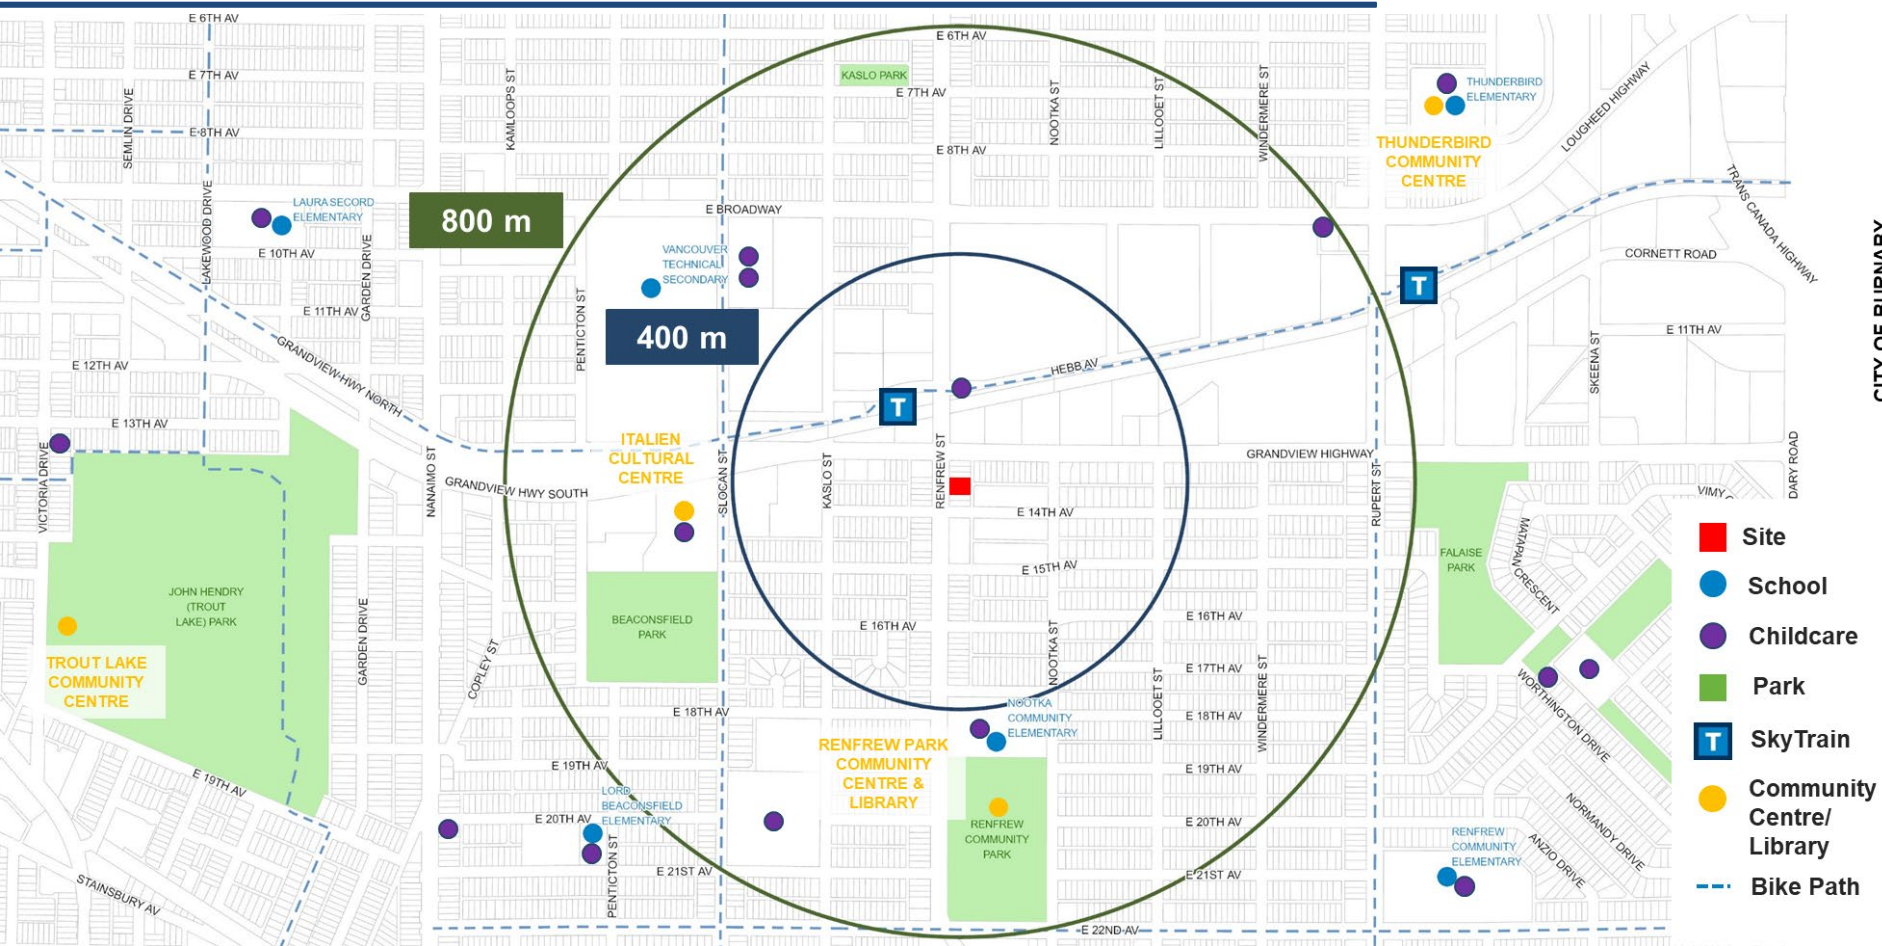 E 6TH AV
E 6TH AV
E 7TH AV
KASLO PARK
E 7TH AV
SEMLIN DRIVE
KAMLOOPS ST
NOOTKA ST
LILLOOET ST
WINDERMERE ST
THUNDERBIRD
ELEMENTARY
LOUGHEED HIGHWAY
E 8TH AV
E 8TH AV
THUNDERBIRD
COMMUNITY
CENTRE
TRANS CANADA HIGHWAY
LAKEWOOD DRIVE
LAURA SECORD
ELEMENTARY
800 m
E BROADWAY
E 10TH AV
GARDEN DRIVE
VANCOUVER
TECHNICAL
SECONDARY
T
CORNETT ROAD
CITY OF BURNABY
E 11TH AV
PENTICTON ST
400 m
E 11TH AV
GRANDVIEW-HWY NORTH
E 12TH AV
HEBB AV
SKEENA ST
T
E 13TH AV
VICTORIA DRIVE
NANAIMO ST
ITALIEN
CULTURAL
CENTRE
SLOCAN ST
KASLO ST
RENFREW ST
GRANDVIEW HIGHWAY
RUPERT ST
DARY ROAD
GRANDVIEW HWY SOUTH
VIMY
E 14TH AV
MATAPAN CRESCENT
Site
FALAISE
PARK
E 15TH AV
School
JOHN HENDRY
(TROUT
LAKE) PARK
GARDEN DRIVE
BEACONSFIELD
PARK
E 16TH AV
E 16TH AV
Childcare
TROUT LAKE
COMMUNITY
CENTRE
COPLEY ST
NOOTKA ST
E 17TH AV
LILLOOET ST
WINDERMERE ST
Park
WORTHINGTON DRIVE
E 18TH AV
NOOTKA
COMMUNITY
ELEMENTARY
E 18TH AV
T
SkyTrain
RENFREW PARK
COMMUNITY
CENTRE &
LIBRARY
E 19TH AV
E 19TH AV
E 19TH AV
Community
Centre/
Library
LORD
BEACONSFIELD
ELEMENTARY
E 20TH AV
RENFREW
COMMUNITY
PARK
E 20TH AV
NORMANDY DRIVE
ANZIO DRIVE
RENFREW
COMMUNITY
ELEMENTARY
PENTICTON ST
E 21ST AV
E 21ST AV
Bike Path
STAINSBURY AV
E 22ND AV